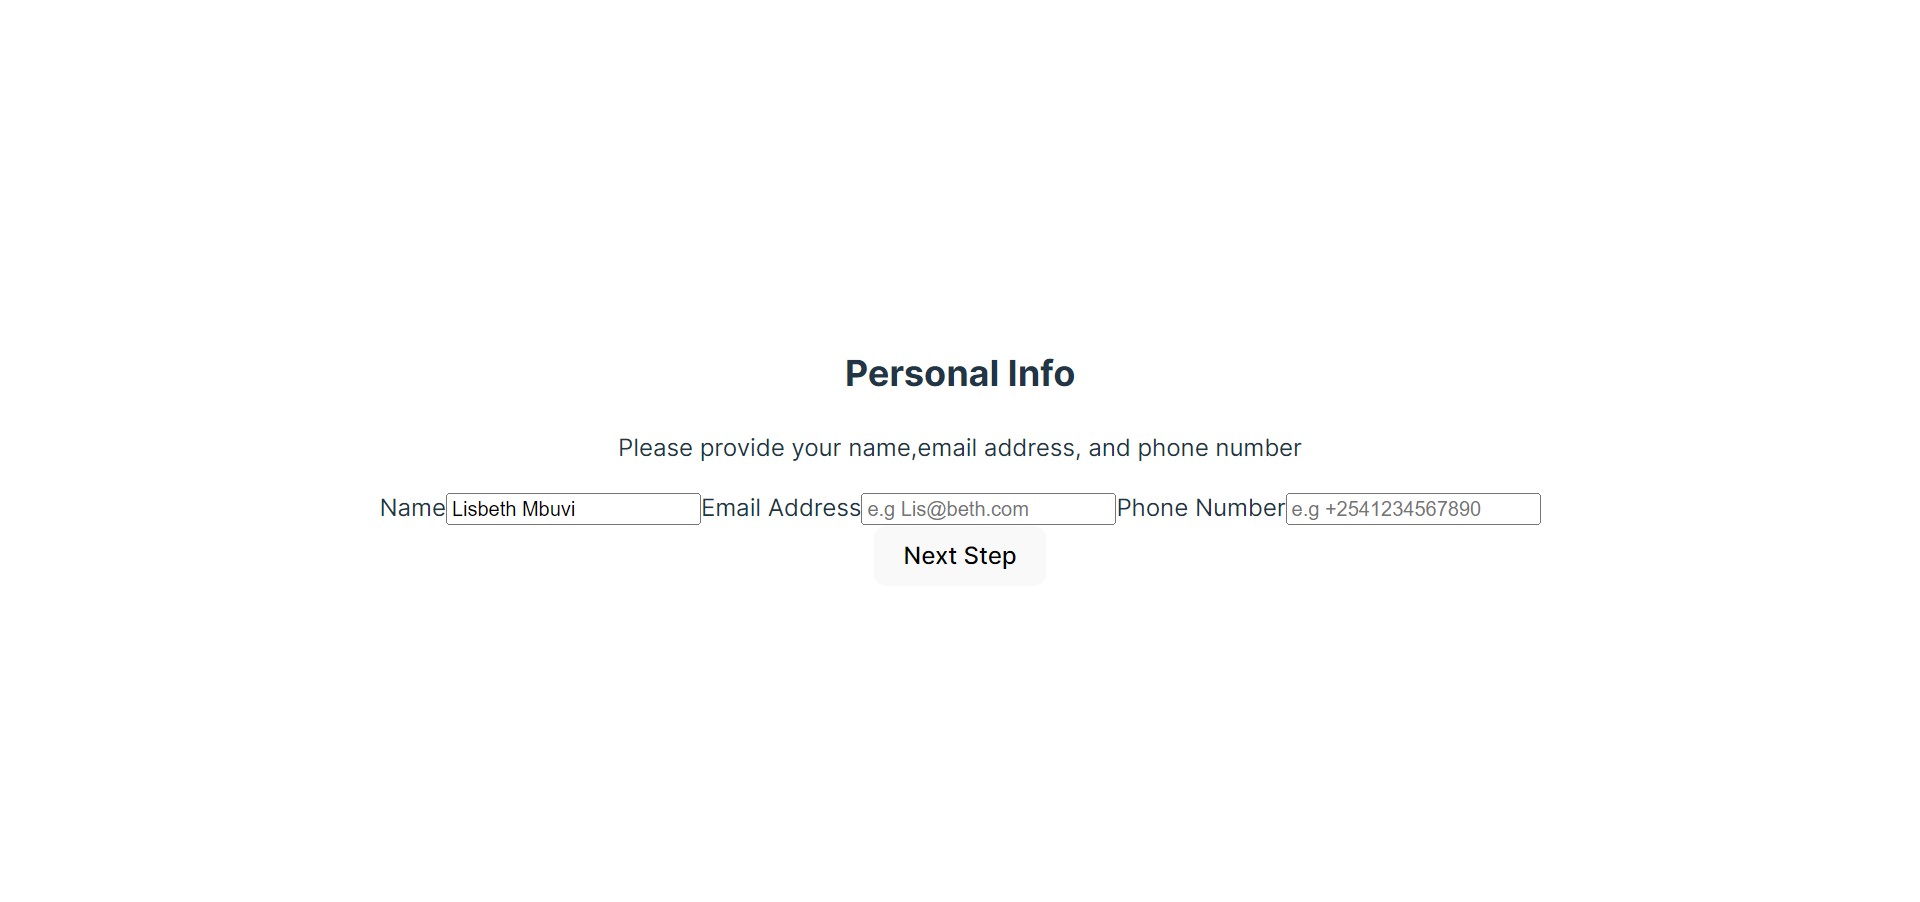 Personal Info
Please provide your name,email address, and phone number
Name Lisbeth Mbuvi Email Address e.g Lis@beth.com Phone Number e.g +2541234567890
Next Step